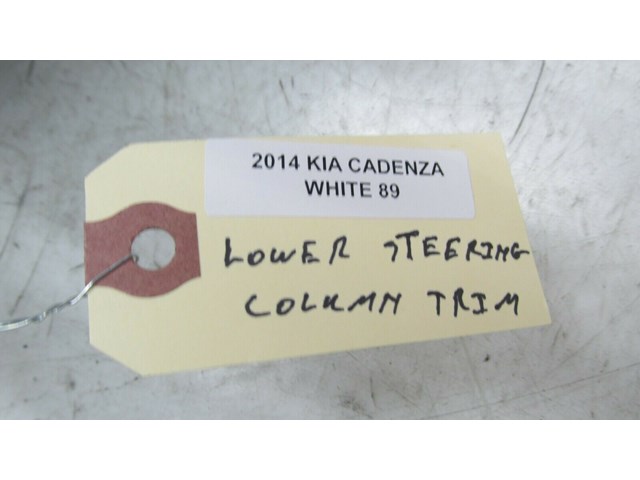 2014 KIA CADENZA
WHITE 89
LOWER STEERING
COLUMN TRIM